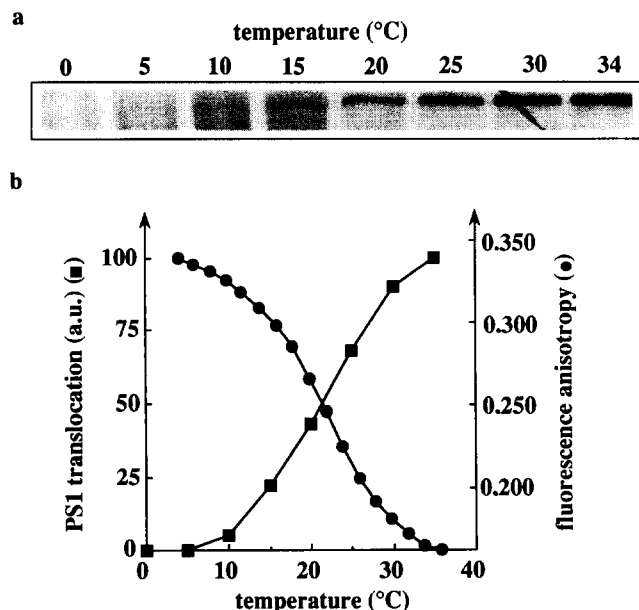 a
temperature (°C)
0 5 10 15 20 25 30 34
b
PS1 translocation (a.u.) (■)
100
75
50
25
0
fluorescence anisotropy (●)
0.350
0.300
0.250
0.200
0 10 20 30 40
temperature (°C)